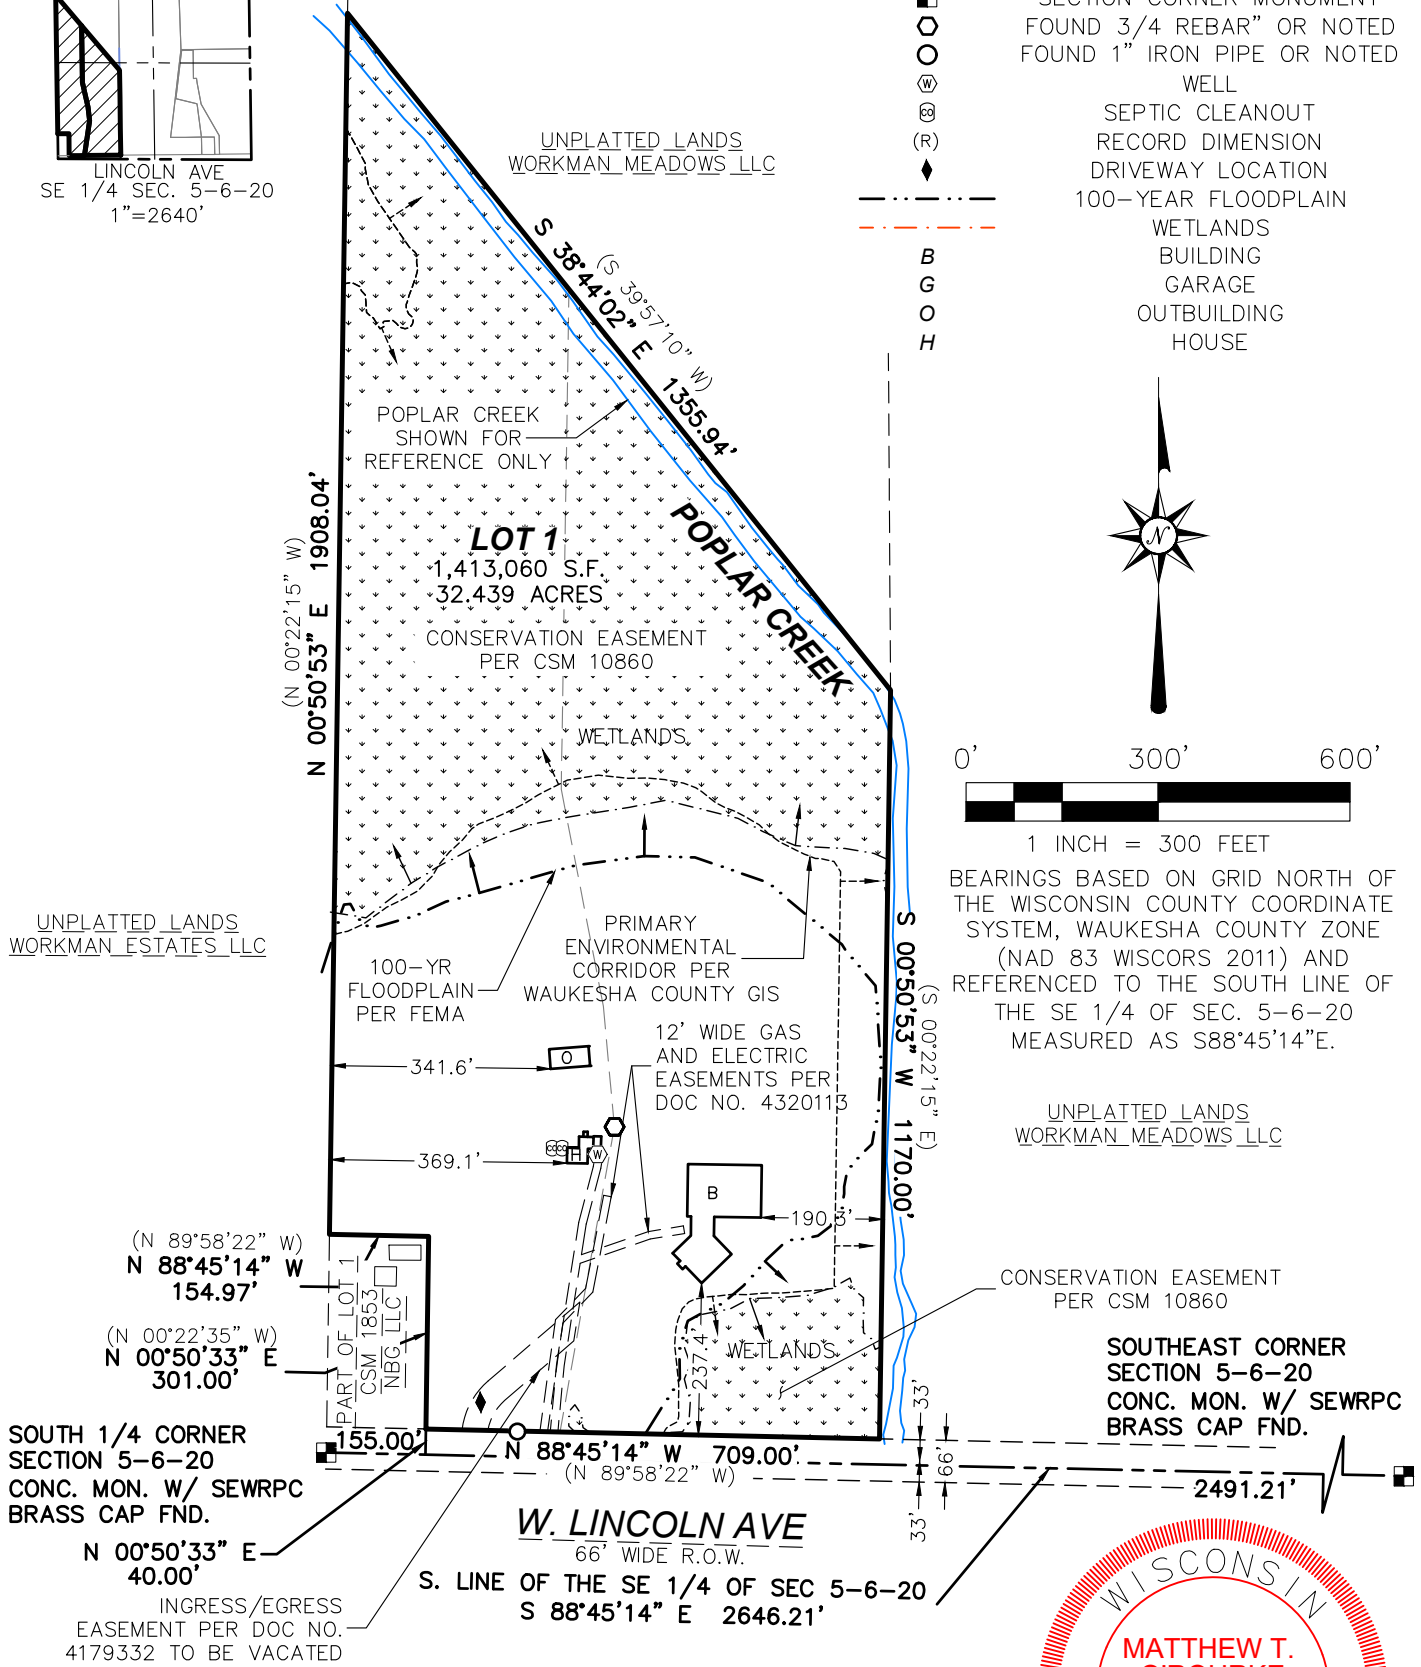 LINCOLN AVE
SE 1/4 SEC. 5-6-20
1"=2640'
SECTION CORNER MONUMENT
FOUND 3/4 REBAR" OR NOTED
FOUND 1" IRON PIPE OR NOTED
W WELL
CO SEPTIC CLEANOUT
(R) RECORD DIMENSION
DRIVEWAY LOCATION
100-YEAR FLOODPLAIN
WETLANDS
B BUILDING
G GARAGE
O OUTBUILDING
H HOUSE
UNPLATTED LANDS
WORKMAN MEADOWS LLC
S 38°44'02" E 1355.94'
(S 39°57'10" W)
POPLAR CREEK
SHOWN FOR
REFERENCE ONLY
POPLAR CREEK
LOT 1
1,413,060 S.F.
32.439 ACRES
CONSERVATION EASEMENT
PER CSM 10860
(N 00°22'15" W)
N 00°50'53" E 1908.04'
WETLANDS
N
0' 300' 600'
1 INCH = 300 FEET
BEARINGS BASED ON GRID NORTH OF
THE WISCONSIN COUNTY COORDINATE
SYSTEM, WAUKESHA COUNTY ZONE
(NAD 83 WISCORS 2011) AND
REFERENCED TO THE SOUTH LINE OF
THE SE 1/4 OF SEC. 5-6-20
MEASURED AS S88°45'14"E.
UNPLATTED LANDS
WORKMAN ESTATES LLC
100-YR
FLOODPLAIN
PER FEMA
PRIMARY
ENVIRONMENTAL
CORRIDOR PER
WAUKESHA COUNTY GIS
S 00°50'53" W 1170.00'
(S 00°22'15" E)
12' WIDE GAS
AND ELECTRIC
EASEMENTS PER
DOC NO. 4320113
341.6'
O
369.1'
CO CO
H
W
B
190.3'
237.4'
UNPLATTED LANDS
WORKMAN MEADOWS LLC
(N 89°58'22" W)
N 88°45'14" W
154.97'
(N 00°22'35" W)
N 00°50'33" E
301.00'
PART OF LOT 1
CSM 1853
NBG LLC
CONSERVATION EASEMENT
PER CSM 10860
WETLANDS
SOUTHEAST CORNER
SECTION 5-6-20
CONC. MON. W/ SEWRPC
BRASS CAP FND.
SOUTH 1/4 CORNER
SECTION 5-6-20
CONC. MON. W/ SEWRPC
BRASS CAP FND.
155.00'
N 88°45'14" W 709.00'
(N 89°58'22" W)
33'
66'
33'
2491.21'
W. LINCOLN AVE
66' WIDE R.O.W.
N 00°50'33" E
40.00'
S. LINE OF THE SE 1/4 OF SEC 5-6-20
S 88°45'14" E 2646.21'
INGRESS/EGRESS
EASEMENT PER DOC NO.
4179332 TO BE VACATED
WISCONSIN
MATTHEW T.